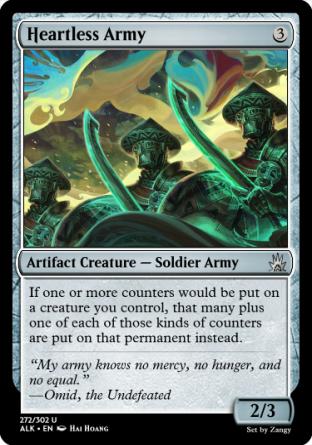 Heartless Army 3
Artifact Creature — Soldier Army
If one or more counters would be put on
a creature you control, that many plus
one of each of those kinds of counters
are put on that permanent instead.
“My army knows no mercy, no hunger, and
no equal.”
—Omid, the Undefeated
2/3
272/302 U
ALK • EN Hai Hoang
Set by Zangy